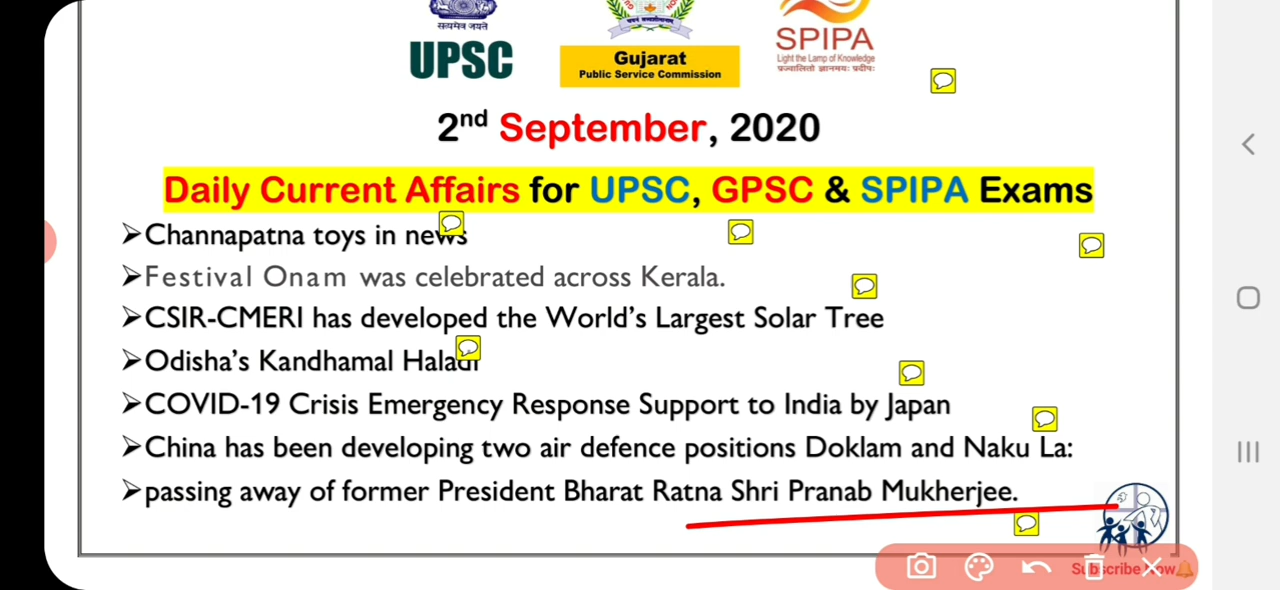 सत्यमेव जयते
UPSC
Gujarat
Public Service Commission
SPIPA
Light the Lamp of Knowledge
प्रज्वालितो ज्ञानमयः प्रदीपः
2nd September, 2020
Daily Current Affairs for UPSC, GPSC & SPIPA Exams
➢Channapatna toys in news
➢Festival Onam was celebrated across Kerala.
➢CSIR-CMERI has developed the World’s Largest Solar Tree
➢Odisha’s Kandhamal Haladi
➢COVID-19 Crisis Emergency Response Support to India by Japan
➢China has been developing two air defence positions Doklam and Naku La:
➢passing away of former President Bharat Ratna Shri Pranab Mukherjee.
Subscribe Now